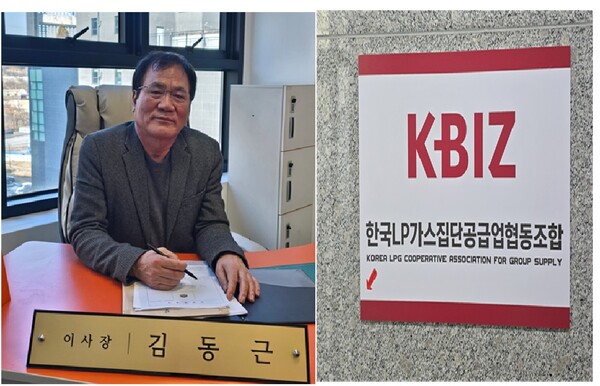 이사장 | 김동근
KBIZ
한국LP가스집단공급업협동조합
KOREA LPG COOPERATIVE ASSOCIATION FOR GROUP SUPPLY